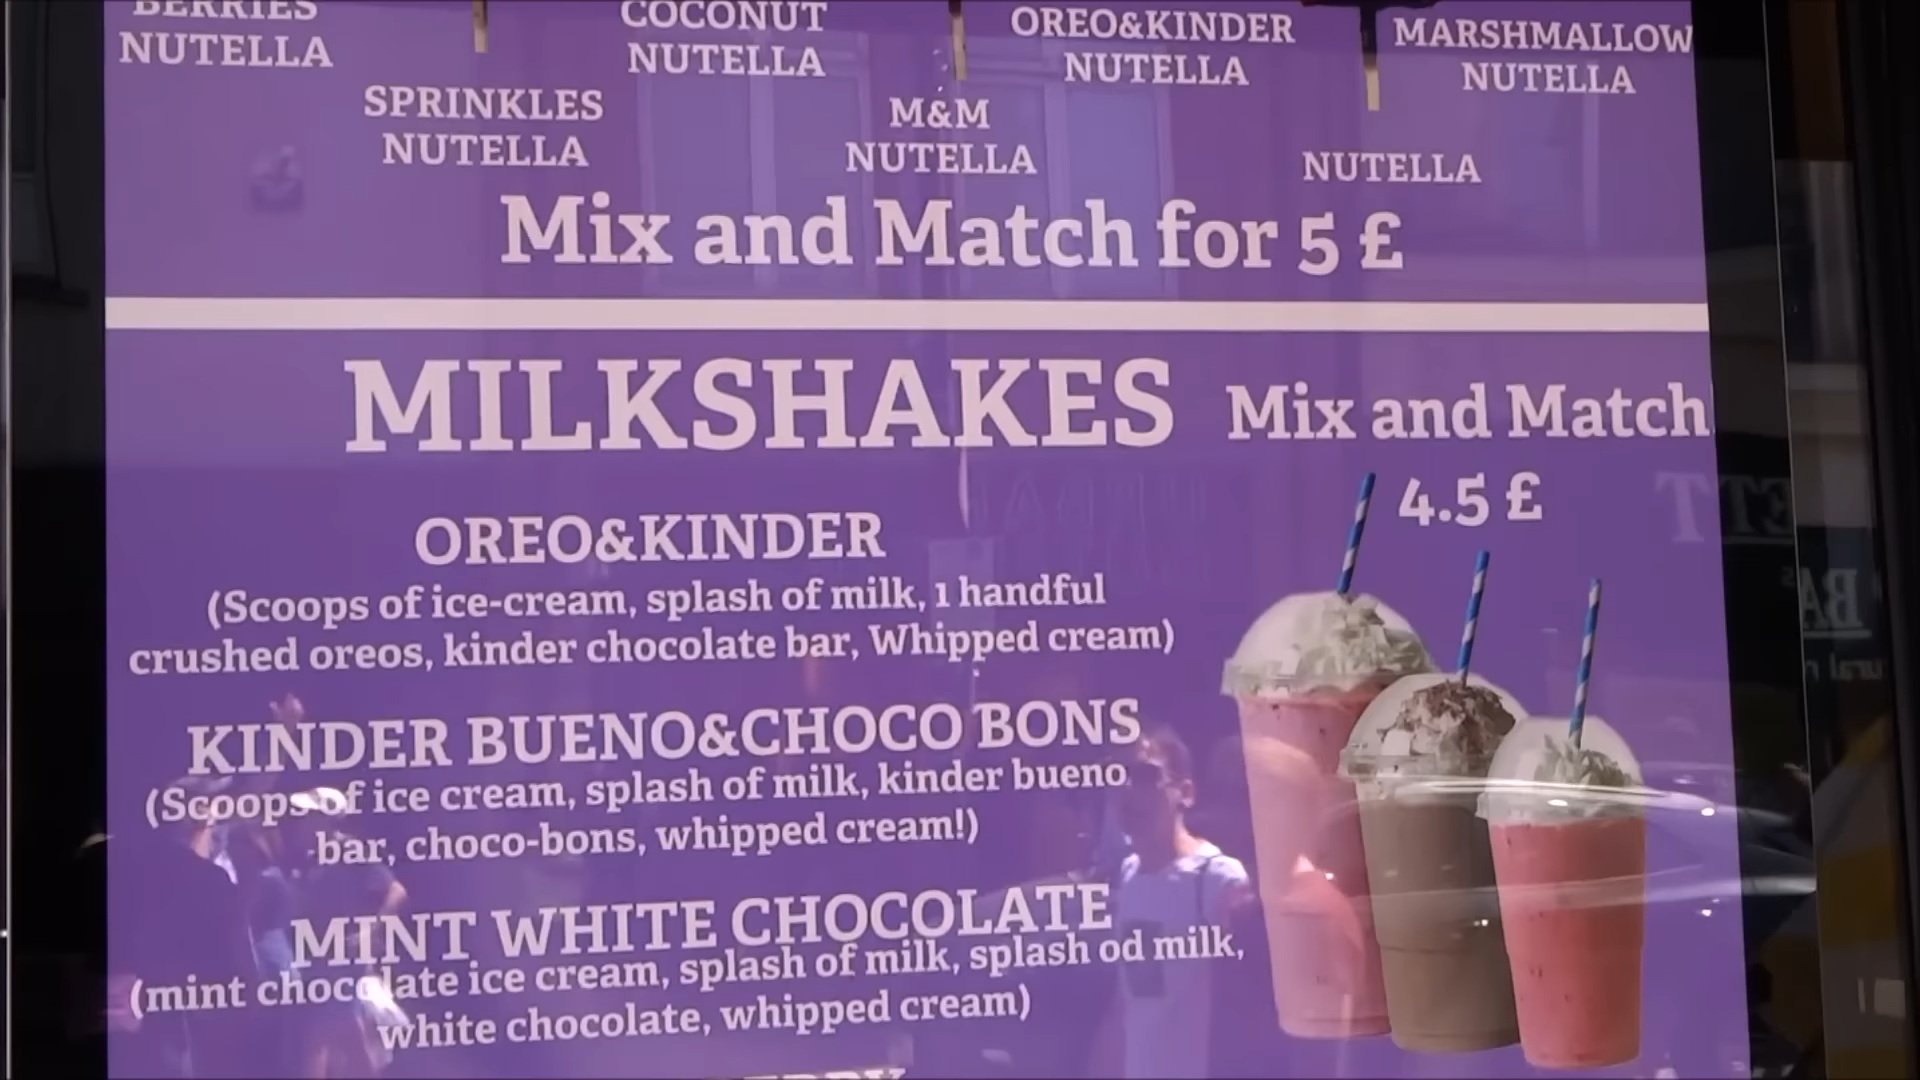 BERRIES
NUTELLA
COCONUT
NUTELLA
OREO&KINDER
NUTELLA
MARSHMALLOW
NUTELLA
SPRINKLES
NUTELLA
M&M
NUTELLA
NUTELLA
Mix and Match for 5 £
MILKSHAKES
Mix and Match
4.5 £
OREO&KINDER
(Scoops of ice-cream, splash of milk, 1 handful
crushed oreos, kinder chocolate bar, Whipped cream)
KINDER BUENO&CHOCO BONS
(Scoops of ice cream, splash of milk, kinder bueno
bar, choco-bons, whipped cream!)
MINT WHITE CHOCOLATE
(mint chocolate ice cream, splash of milk, splash od milk,
white chocolate, whipped cream)